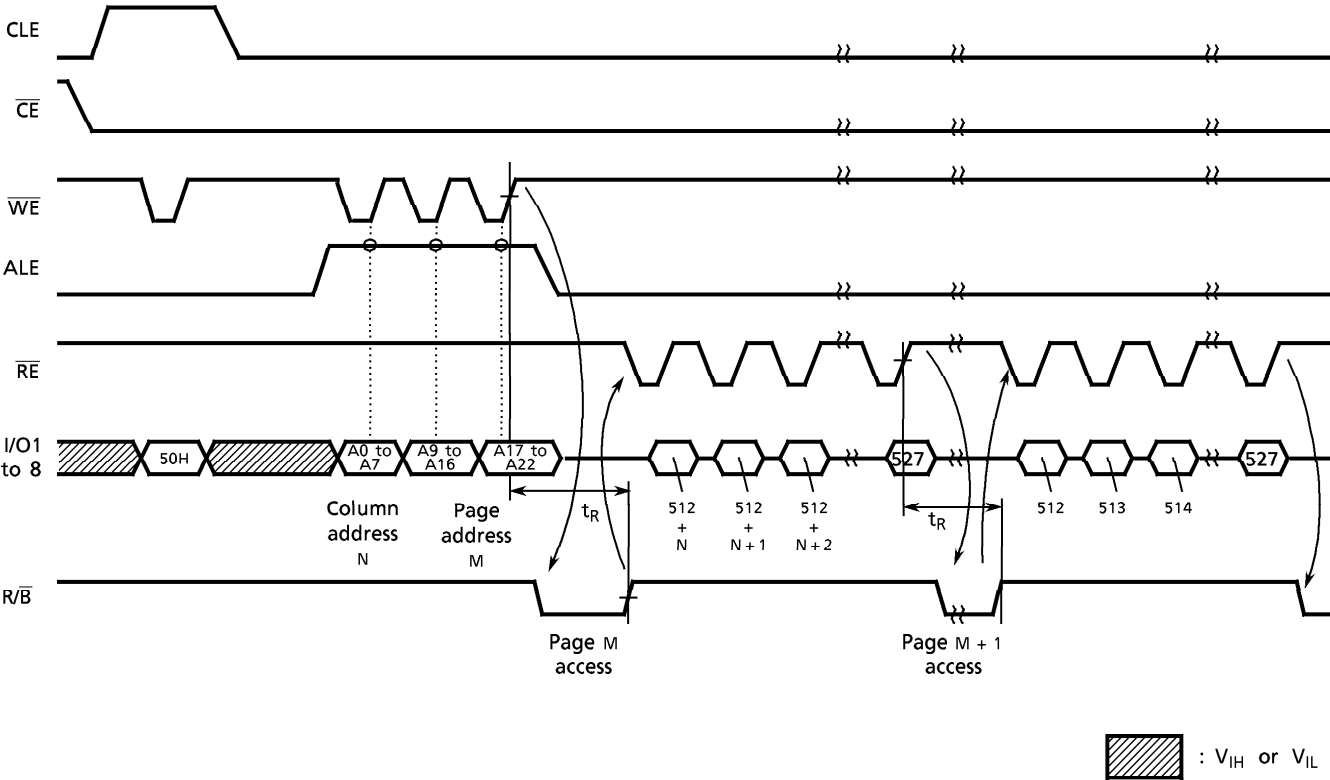 CLE
CE
WE
ALE
RE
I/O1
to 8
50H
A0 to
A7
A9 to
A16
A17 to
A22
527
527
Column
address
N
Page
address
M
tR
512
+
N
512
+
N + 1
512
+
N + 2
tR
512
513
514
R/B
Page M
access
Page M + 1
access
: VIH or VIL